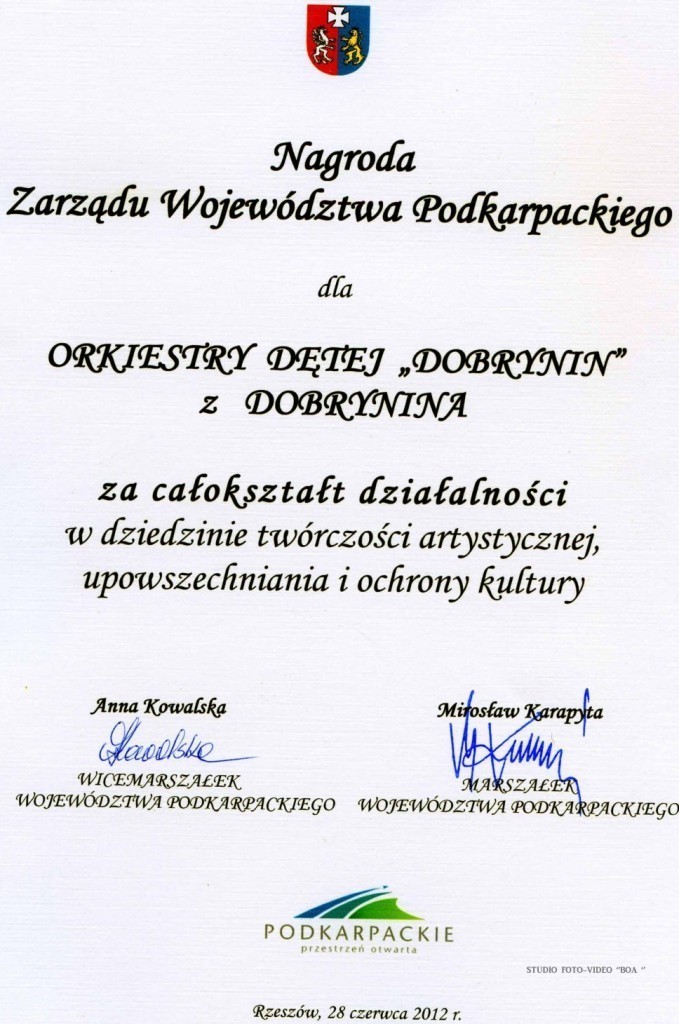 Nagroda
Zarządu Województwa Podkarpackiego
dla
ORKIESTRY DĘTEJ „DOBRYNIN”
z DOBRYNINA
za całokształt działalności
w dziedzinie twórczości artystycznej,
upowszechniania i ochrony kultury
Anna Kowalska
WICEMARSZAŁEK
WOJEWÓDZTWA PODKARPACKIEGO
Mirosław Karapyta
MARSZAŁEK
WOJEWÓDZTWA PODKARPACKIEGO
PODKARPACKIE
przestrzeń otwarta
STUDIO FOTO-VIDEO "BOA "
Rzeszów, 28 czerwca 2012 r.